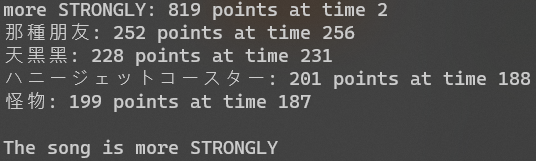 more STRONGLY: 819 points at time 2
那種朋友: 252 points at time 256
天黑黑: 228 points at time 231
ハニージェットコースター: 201 points at time 188
怪物: 199 points at time 187

The song is more STRONGLY